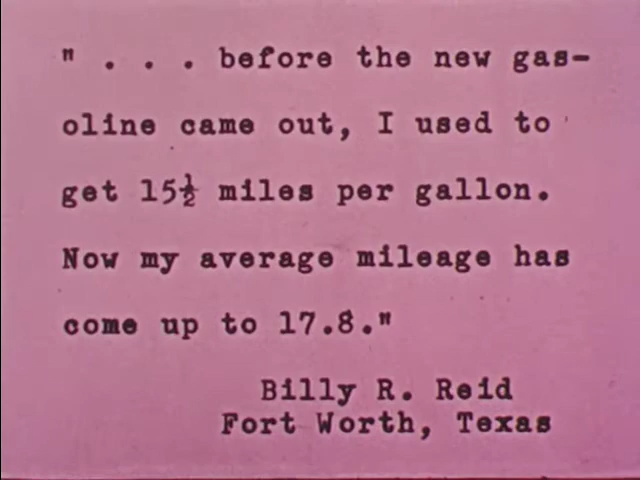 " . . . before the new gas-
oline came out, I used to
get 15½ miles per gallon.
Now my average mileage has
come up to 17.8."
Billy R. Reid
Fort Worth, Texas